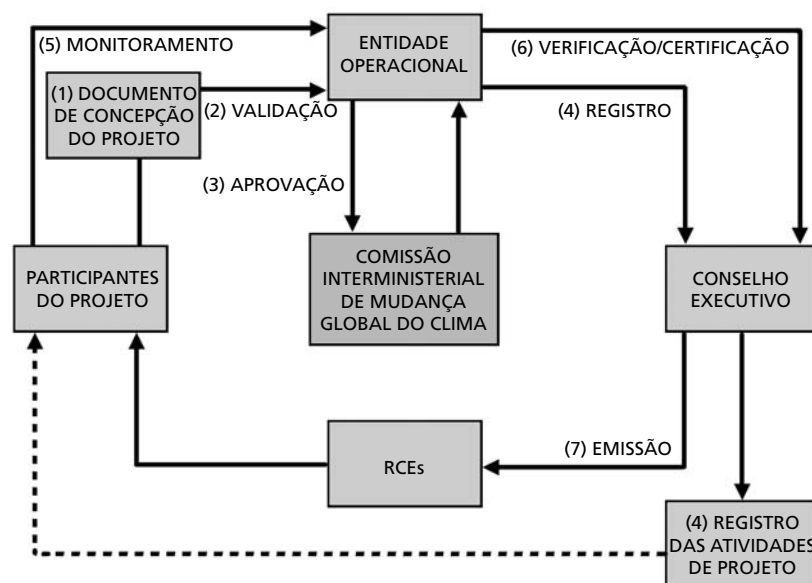 (5) MONITORAMENTO
ENTIDADE
OPERACIONAL
(6) VERIFICAÇÃO/CERTIFICAÇÃO
(1) DOCUMENTO
DE CONCEPÇÃO
DO PROJETO
(2) VALIDAÇÃO
(4) REGISTRO
(3) APROVAÇÃO
PARTICIPANTES
DO PROJETO
COMISSÃO
INTERMINISTERIAL
DE MUDANÇA
GLOBAL DO CLIMA
CONSELHO
EXECUTIVO
RCEs
(7) EMISSÃO
(4) REGISTRO
DAS ATIVIDADES
DE PROJETO